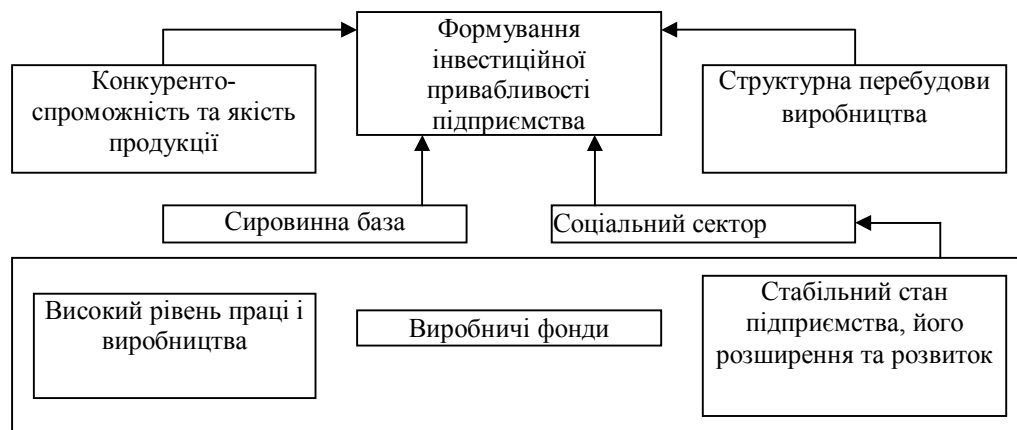 Формування
інвестиційної
привабливості
підприємства
Конкуренто-
спроможність та якість
продукції
Структурна перебудови
виробництва
Сировинна база
Соціальний сектор
Високий рівень праці і
виробництва
Виробничі фонди
Стабільний стан
підприємства, його
розширення та розвиток